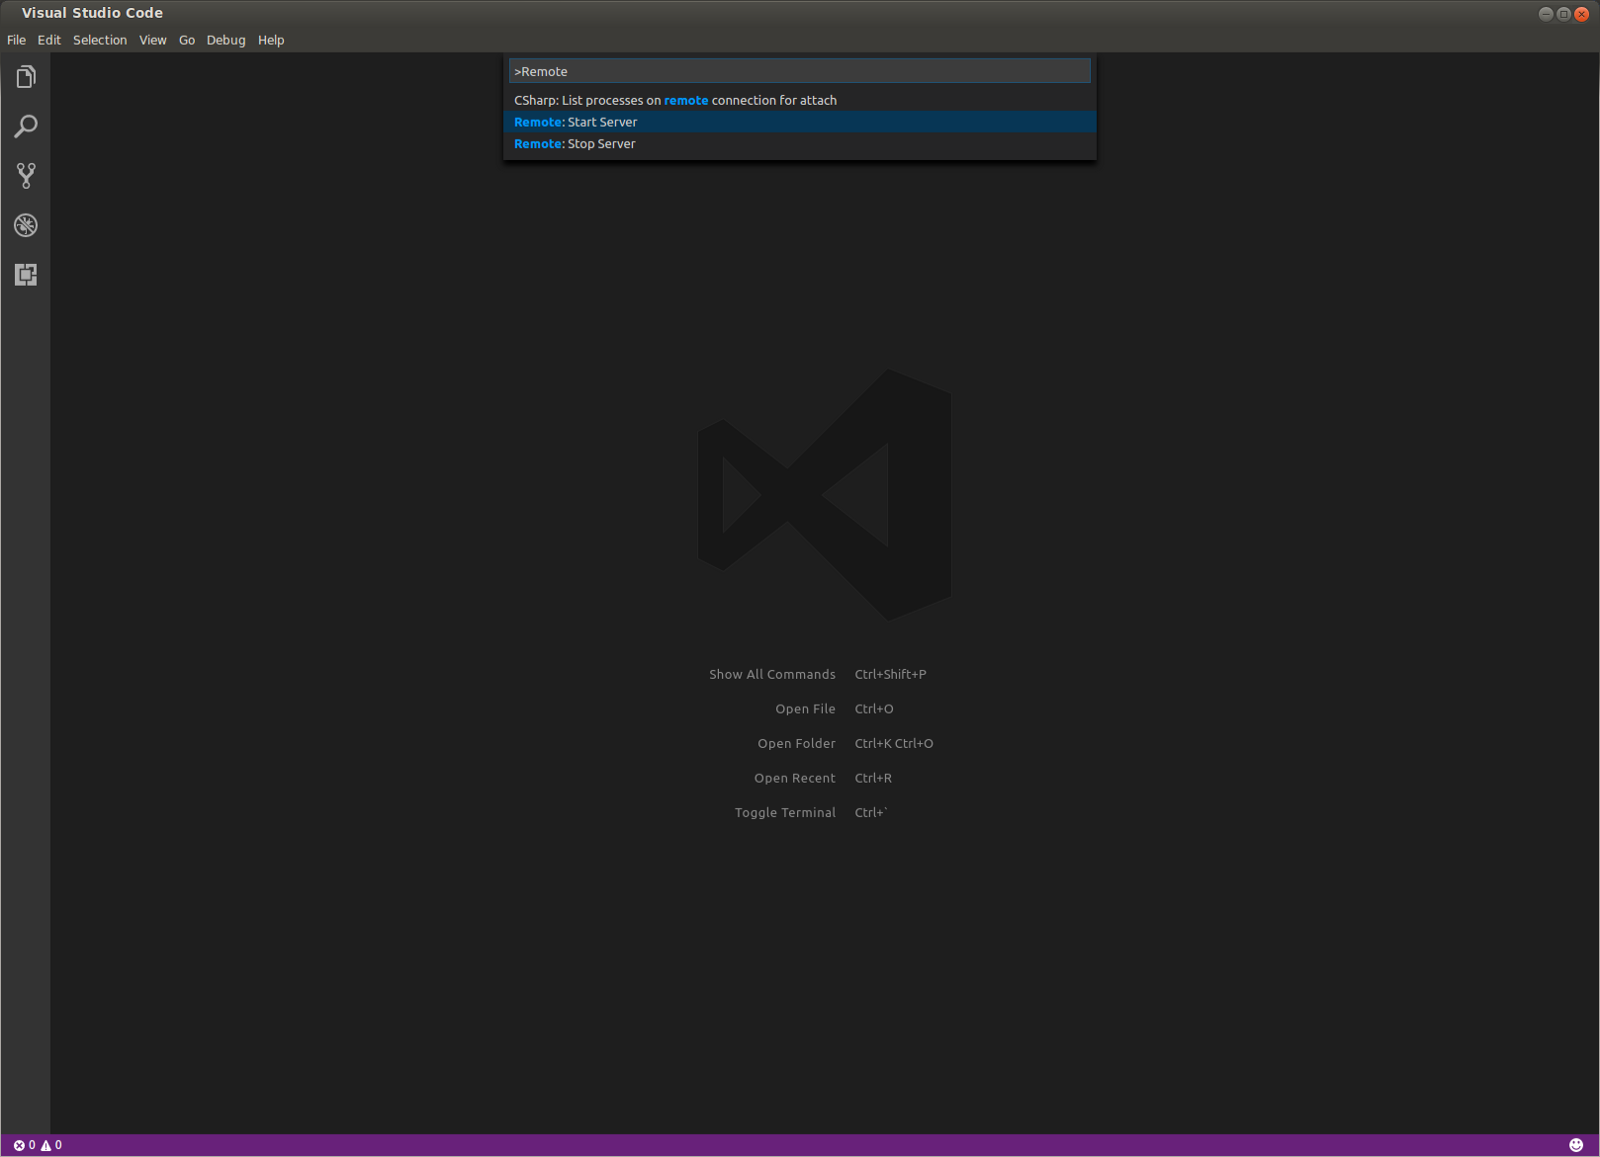 Visual Studio Code
File Edit Selection View Go Debug Help
>Remote
CSharp: List processes on remote connection for attach
Remote: Start Server
Remote: Stop Server
Show All Commands Ctrl+Shift+P
Open File Ctrl+O
Open Folder Ctrl+K Ctrl+O
Open Recent Ctrl+R
Toggle Terminal Ctrl+`
0 0